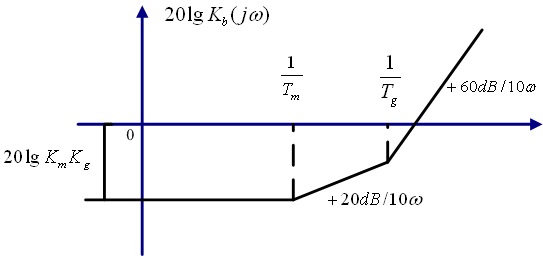 20lg K_b(jω)
1/T_m
1/T_g
+60dB/10ω
0
20lg K_m K_g
+20dB/10ω